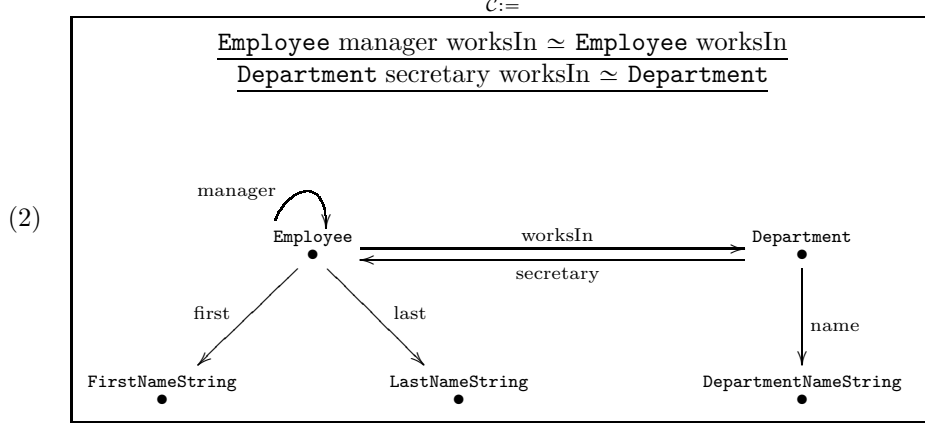 C:=
Employee manager worksIn ≃ Employee worksIn
Department secretary worksIn ≃ Department
(2)
manager
Employee
worksIn
Department
secretary
first
last
name
FirstNameString
LastNameString
DepartmentNameString